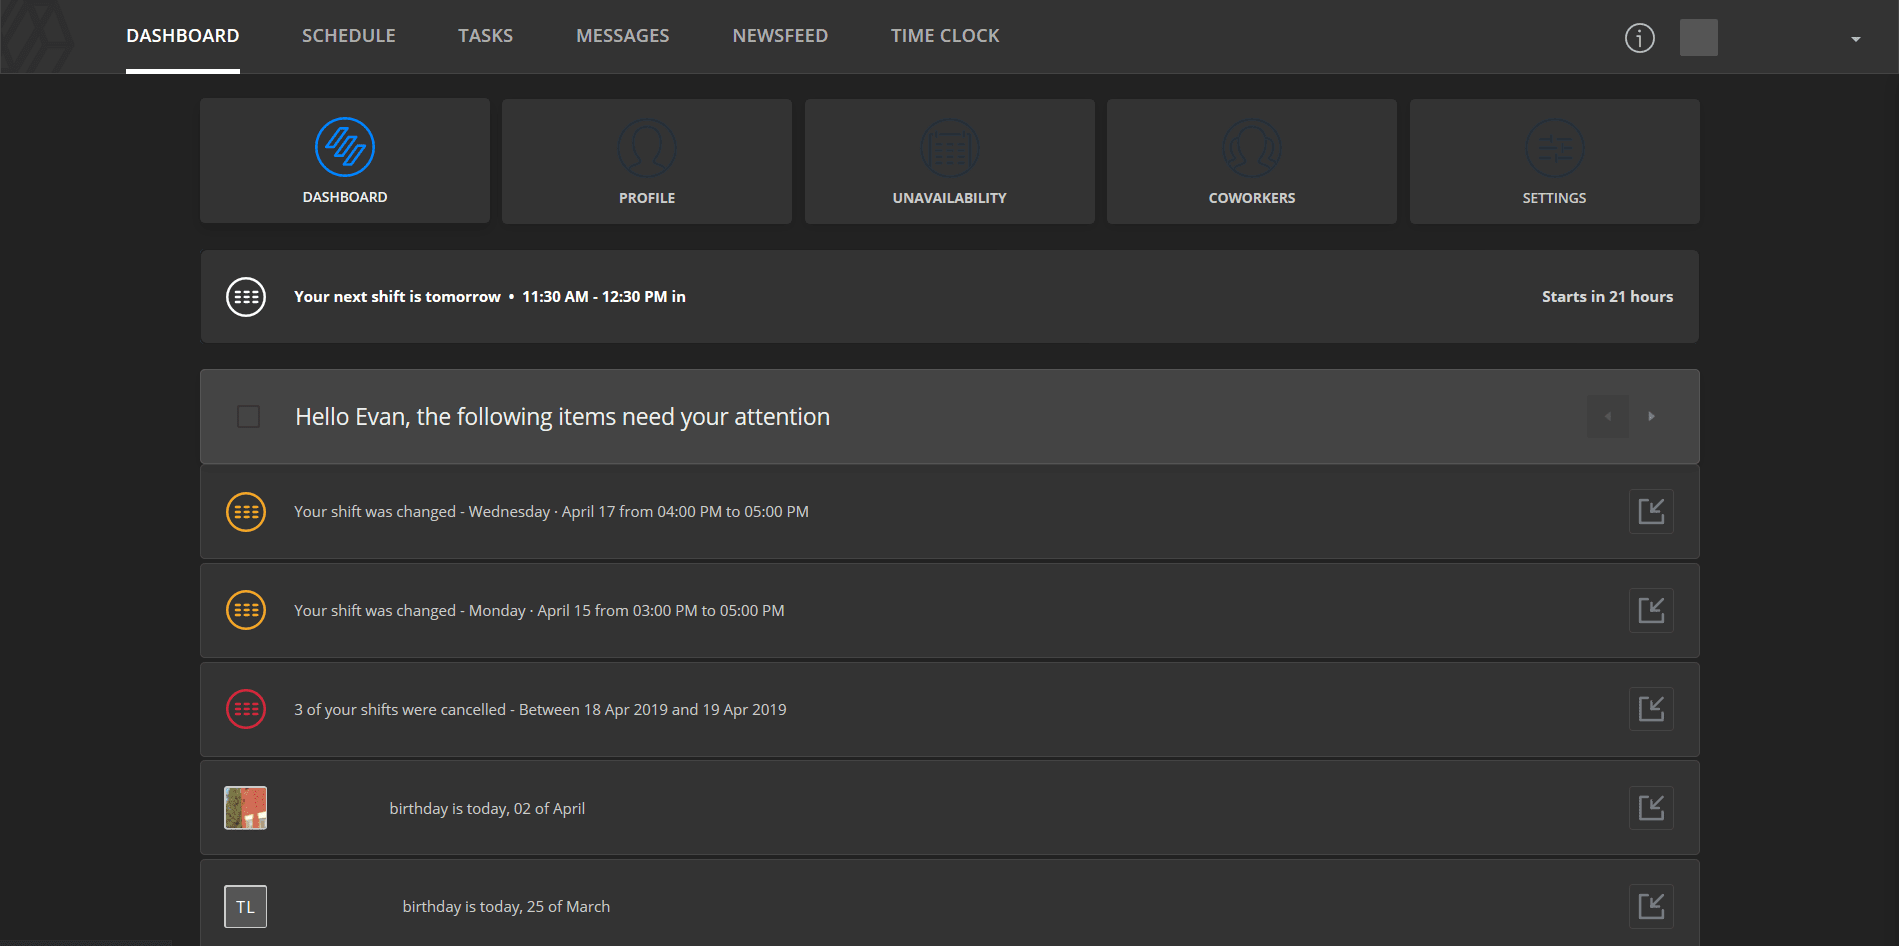 DASHBOARD SCHEDULE TASKS MESSAGES NEWSFEED TIME CLOCK
DASHBOARD PROFILE UNAVAILABILITY COWORKERS SETTINGS
Your next shift is tomorrow • 11:30 AM - 12:30 PM in Starts in 21 hours
Hello Evan, the following items need your attention
Your shift was changed - Wednesday · April 17 from 04:00 PM to 05:00 PM
Your shift was changed - Monday · April 15 from 03:00 PM to 05:00 PM
3 of your shifts were cancelled - Between 18 Apr 2019 and 19 Apr 2019
birthday is today, 02 of April
TL birthday is today, 25 of March